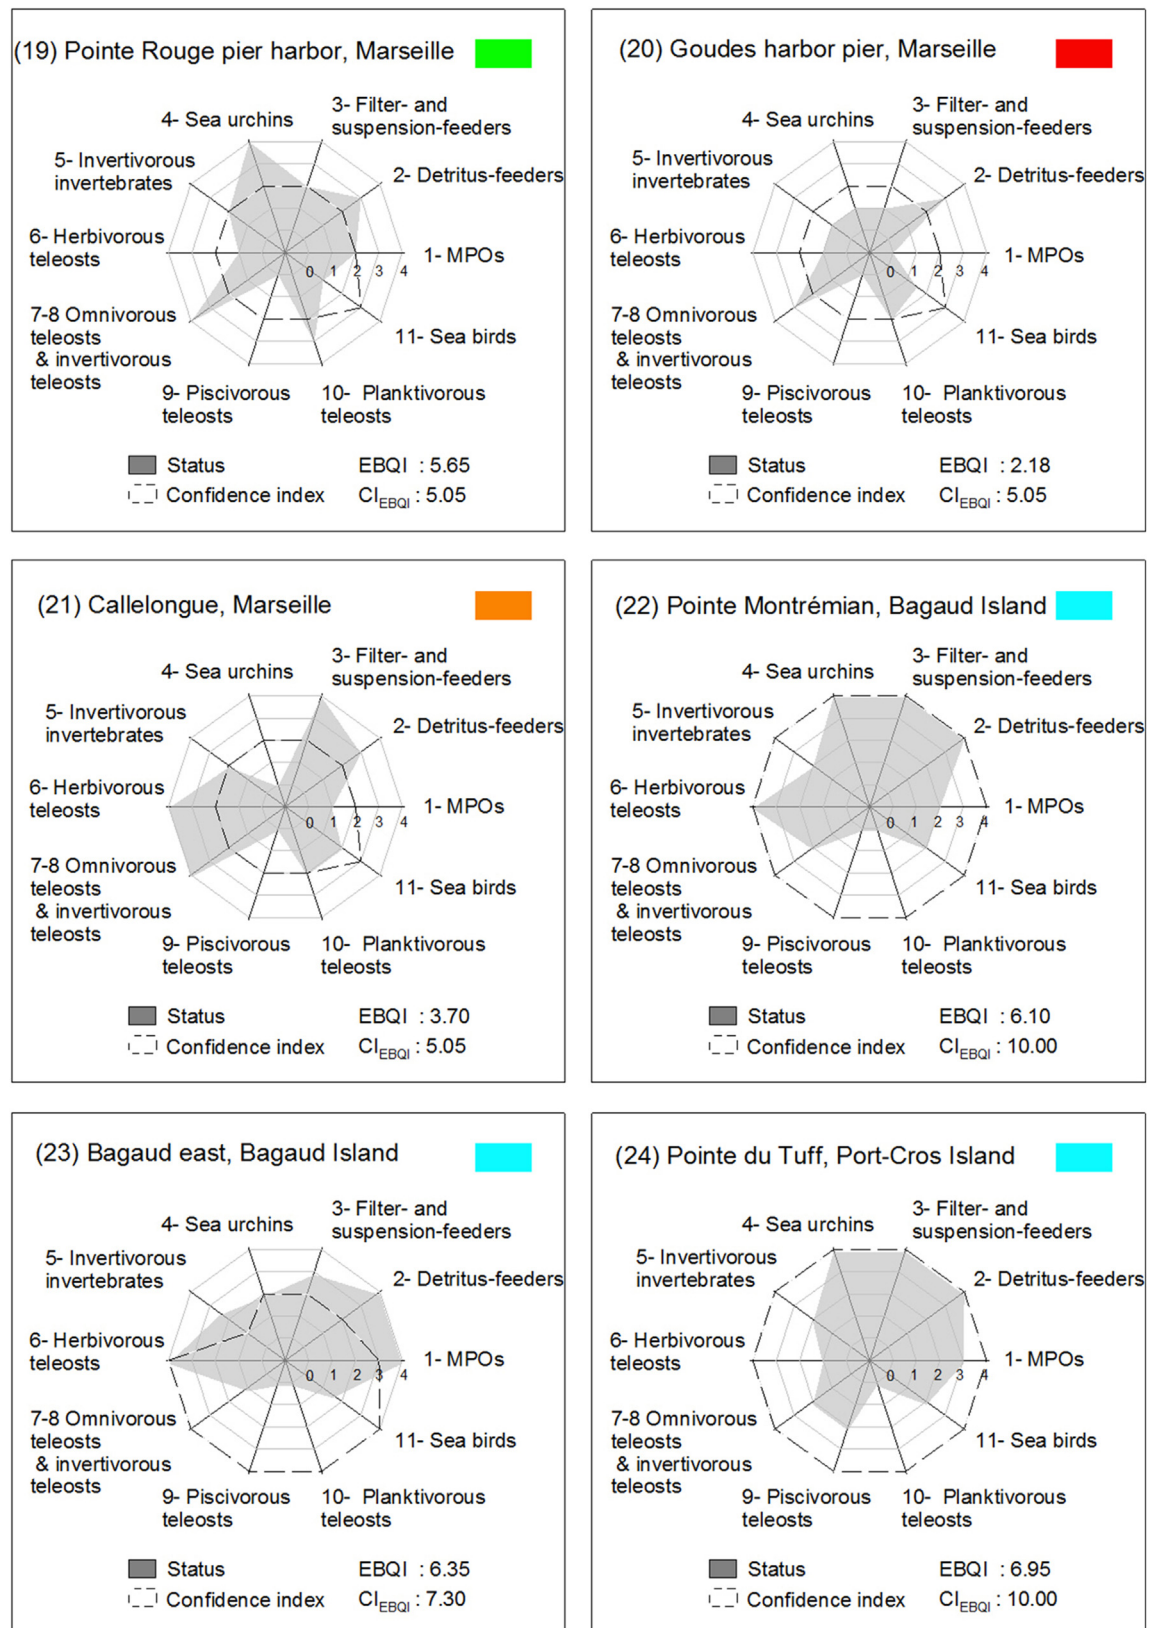 (19) Pointe Rouge pier harbor, Marseille
4- Sea urchins
3- Filter- and
suspension-feeders
5- Invertivorous
invertebrates
2- Detritus-feeders
6- Herbivorous
teleosts
1- MPOs
0 1 2 3 4
7-8 Omnivorous
teleosts
& invertivorous
teleosts
11- Sea birds
9- Piscivorous
teleosts
10- Planktivorous
teleosts
Status
EBQI : 5.65
Confidence index
CI_EBQI : 5.05
(20) Goudes harbor pier, Marseille
4- Sea urchins
3- Filter- and
suspension-feeders
5- Invertivorous
invertebrates
2- Detritus-feeders
6- Herbivorous
teleosts
1- MPOs
0 1 2 3 4
7-8 Omnivorous
teleosts
& invertivorous
teleosts
11- Sea birds
9- Piscivorous
teleosts
10- Planktivorous
teleosts
Status
EBQI : 2.18
Confidence index
CI_EBQI : 5.05
(21) Callelongue, Marseille
4- Sea urchins
3- Filter- and
suspension-feeders
5- Invertivorous
invertebrates
2- Detritus-feeders
6- Herbivorous
teleosts
1- MPOs
0 1 2 3 4
7-8 Omnivorous
teleosts
& invertivorous
teleosts
11- Sea birds
9- Piscivorous
teleosts
10- Planktivorous
teleosts
Status
EBQI : 3.70
Confidence index
CI_EBQI : 5.05
(22) Pointe Montrémian, Bagaud Island
4- Sea urchins
3- Filter- and
suspension-feeders
5- Invertivorous
invertebrates
2- Detritus-feeders
6- Herbivorous
teleosts
1- MPOs
0 1 2 3 4
7-8 Omnivorous
teleosts
& invertivorous
teleosts
11- Sea birds
9- Piscivorous
teleosts
10- Planktivorous
teleosts
Status
EBQI : 6.10
Confidence index
CI_EBQI : 10.00
(23) Bagaud east, Bagaud Island
4- Sea urchins
3- Filter- and
suspension-feeders
5- Invertivorous
invertebrates
2- Detritus-feeders
6- Herbivorous
teleosts
1- MPOs
0 1 2 3 4
7-8 Omnivorous
teleosts
& invertivorous
teleosts
11- Sea birds
9- Piscivorous
teleosts
10- Planktivorous
teleosts
Status
EBQI : 6.35
Confidence index
CI_EBQI : 7.30
(24) Pointe du Tuff, Port-Cros Island
4- Sea urchins
3- Filter- and
suspension-feeders
5- Invertivorous
invertebrates
2- Detritus-feeders
6- Herbivorous
teleosts
1- MPOs
0 1 2 3 4
7-8 Omnivorous
teleosts
& invertivorous
teleosts
11- Sea birds
9- Piscivorous
teleosts
10- Planktivorous
teleosts
Status
EBQI : 6.95
Confidence index
CI_EBQI : 10.00